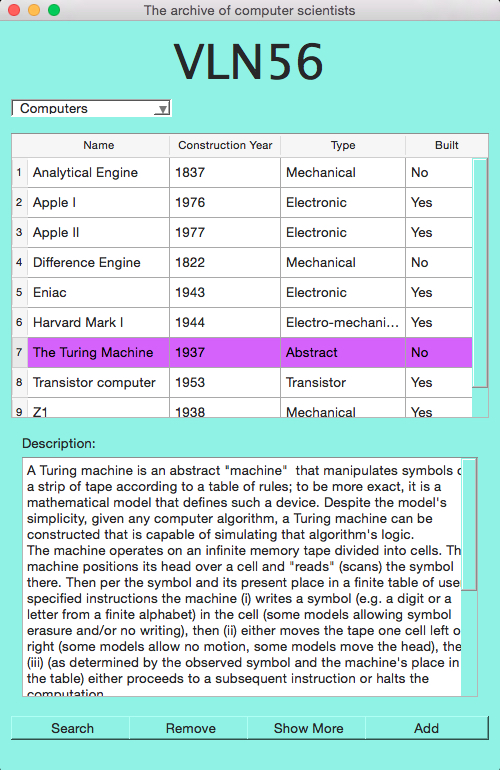 The archive of computer scientists
VLN56
Computers
Name Construction Year Type Built
1 Analytical Engine 1837 Mechanical No
2 Apple I 1976 Electronic Yes
3 Apple II 1977 Electronic Yes
4 Difference Engine 1822 Mechanical No
5 Eniac 1943 Electronic Yes
6 Harvard Mark I 1944 Electro-mechani... Yes
7 The Turing Machine 1937 Abstract No
8 Transistor computer 1953 Transistor Yes
9 Z1 1938 Mechanical Yes
Description:
A Turing machine is an abstract "machine"  that manipulates symbols
a strip of tape according to a table of rules; to be more exact, it is a
mathematical model that defines such a device. Despite the model's
simplicity, given any computer algorithm, a Turing machine can be
constructed that is capable of simulating that algorithm's logic.
The machine operates on an infinite memory tape divided into cells. Th
machine positions its head over a cell and "reads" (scans) the symbol
there. Then per the symbol and its present place in a finite table of use
specified instructions the machine (i) writes a symbol (e.g. a digit or a
letter from a finite alphabet) in the cell (some models allowing symbol
erasure and/or no writing), then (ii) either moves the tape one cell left o
right (some models allow no motion, some models move the head), the
(iii) (as determined by the observed symbol and the machine's place in
the table) either proceeds to a subsequent instruction or halts the
computation
Search Remove Show More Add